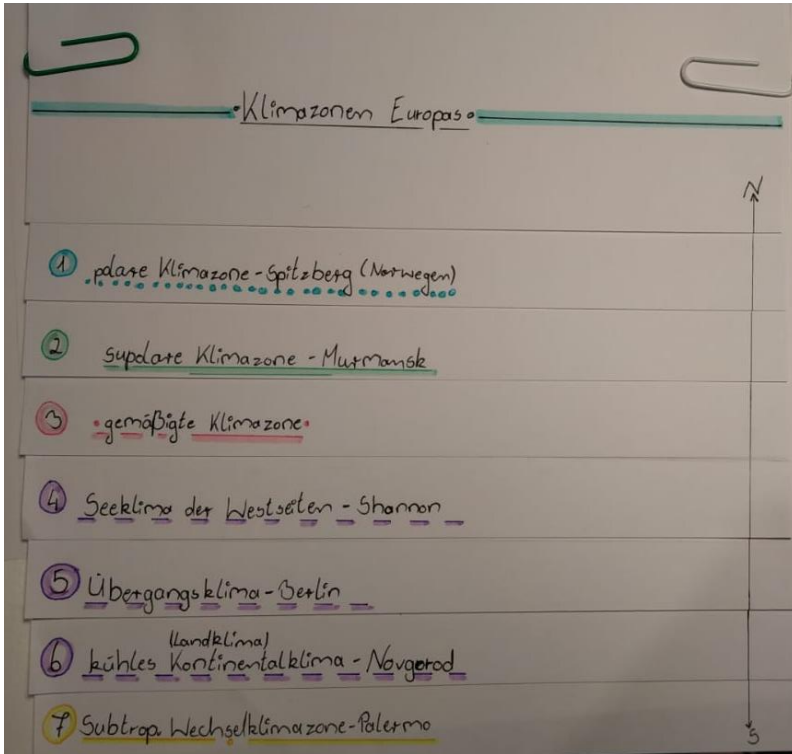 •Klimazonen Europas•
N
1 polare Klimazone - Spitzberg (Norwegen)
2 supolare Klimazone - Murmansk
3 •gemäßigte Klimazone•
4 Seeklima der Westseiten - Shannon
5 Übergangsklima - Berlin
(Landklima)
6 kühles Kontinentalklima - Novgorod
7 Subtrop. Wechselklimazone - Palermo
S